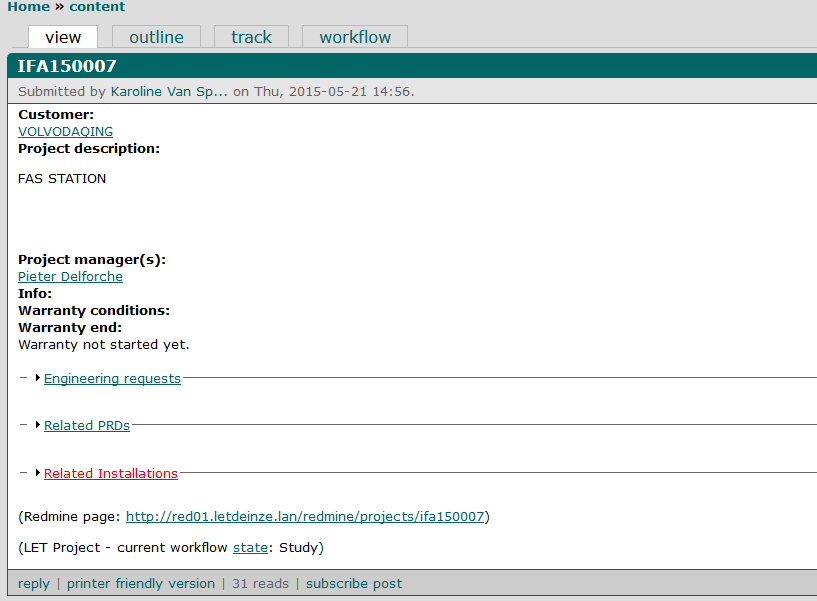 Home » content
view outline track workflow
IFA150007
Submitted by Karoline Van Sp... on Thu, 2015-05-21 14:56.
Customer:
VOLVODAQING
Project description:
FAS STATION
Project manager(s):
Pieter Delforche
Info:
Warranty conditions:
Warranty end:
Warranty not started yet.
Engineering requests
Related PRDs
Related Installations
(Redmine page: http://red01.letdeinze.lan/redmine/projects/ifa150007)
(LET Project - current workflow state: Study)
reply | printer friendly version | 31 reads | subscribe post